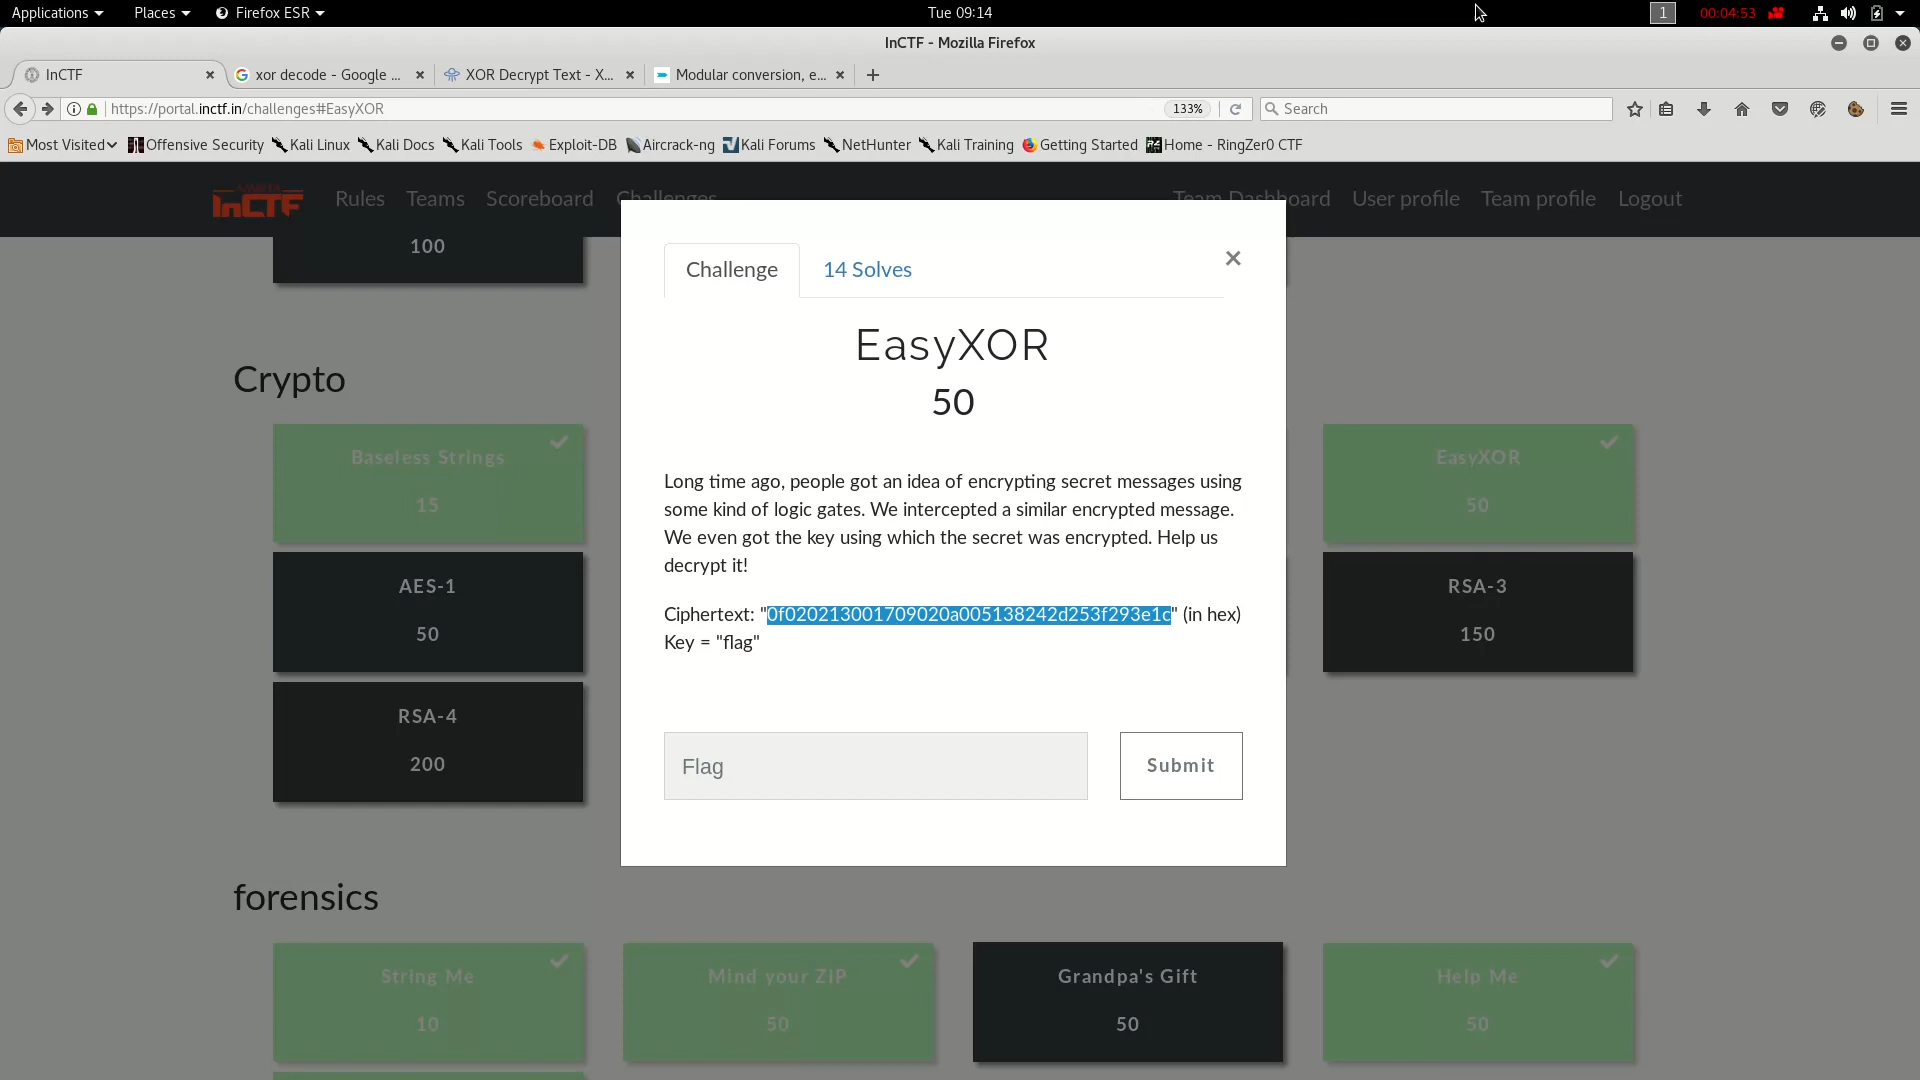 Applications Places Firefox ESR Tue 09:14 1 00:04:53
InCTF - Mozilla Firefox
InCTF xor decode - Google ... XOR Decrypt Text - X... Modular conversion, e...
https://portal.inctf.in/challenges#EasyXOR 133% Search
Most Visited Offensive Security Kali Linux Kali Docs Kali Tools Exploit-DB Aircrack-ng Kali Forums NetHunter Kali Training Getting Started Home - RingZer0 CTF
InCTF Rules Teams Scoreboard Challenges Team Dashboard User profile Team profile Logout
100
Challenge 14 Solves ×
EasyXOR
50
Long time ago, people got an idea of encrypting secret messages using
some kind of logic gates. We intercepted a similar encrypted message.
We even got the key using which the secret was encrypted. Help us
decrypt it!
Ciphertext: "0f020213001709020a005138242d253f293e1c" (in hex)
Key = "flag"
Flag Submit
Crypto
Baseless Strings
15
EasyXOR
50
AES-1
50
RSA-3
150
RSA-4
200
forensics
String Me
10
Mind your ZIP
50
Grandpa's Gift
50
Help Me
50